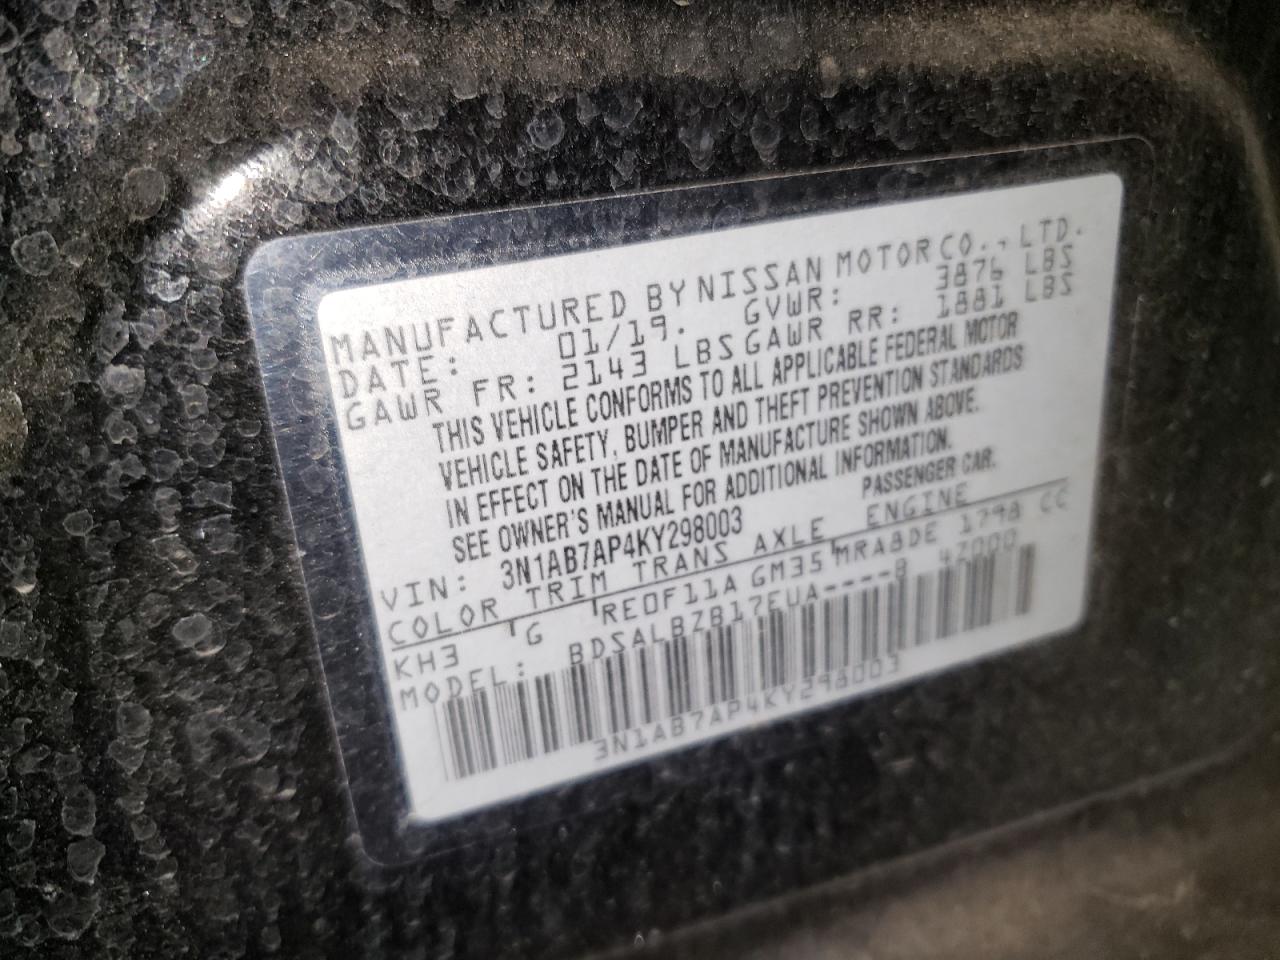 MANUFACTURED BY NISSAN MOTOR CO., LTD.
DATE: 01/19. GVWR: 3876 LBS
GAWR FR: 2143 LBS GAWR RR: 1881 LBS
THIS VEHICLE CONFORMS TO ALL APPLICABLE FEDERAL MOTOR
VEHICLE SAFETY, BUMPER AND THEFT PREVENTION STANDARDS
IN EFFECT ON THE DATE OF MANUFACTURE SHOWN ABOVE.
SEE OWNER'S MANUAL FOR ADDITIONAL INFORMATION.
VIN: 3N1AB7AP4KY298003 PASSENGER CAR.
COLOR TRIM TRANS AXLE ENGINE
KH3 G RE0F11A GM35 MRA8DE 1798 CC
MODEL: BDSALBZB17EUA----B 47000
3N1AB7AP4KY298003